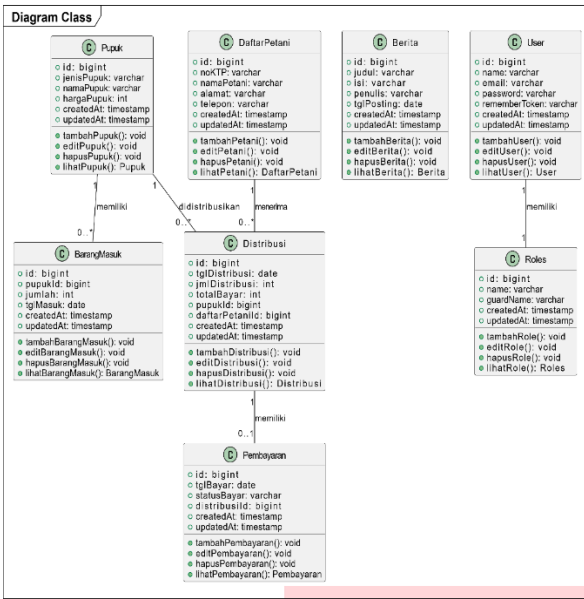 Diagram Class
C Pupuk
id: bigint
jenisPupuk: varchar
namaPupuk: varchar
hargaPupuk: int
createdAt: timestamp
updatedAt: timestamp
tambahPupuk(): void
editPupuk(): void
hapusPupuk(): void
lihatPupuk(): Pupuk
C DaftarPetani
id: bigint
noKTP: varchar
namaPetani: varchar
alamat: varchar
telepon: varchar
createdAt: timestamp
updatedAt: timestamp
tambahPetani(): void
editPetani(): void
hapusPetani(): void
lihatPetani(): DaftarPetani
C Berita
id: bigint
judul: varchar
isi: varchar
penulis: varchar
tglPosting: date
createdAt: timestamp
updatedAt: timestamp
tambahBerita(): void
editBerita(): void
hapusBerita(): void
lihatBerita(): Berita
C User
id: bigint
name: varchar
email: varchar
password: varchar
rememberToken: varchar
createdAt: timestamp
updatedAt: timestamp
tambahUser(): void
editUser(): void
hapusUser(): void
lihatUser(): User
1
memiliki
0..*
1
didistribusikan
0..*
1
menerima
0..*
1
memiliki
1
C BarangMasuk
id: bigint
pupukId: bigint
jumlah: int
tglMasuk: date
createdAt: timestamp
updatedAt: timestamp
tambahBarangMasuk(): void
editBarangMasuk(): void
hapusBarangMasuk(): void
lihatBarangMasuk(): BarangMasuk
C Distribusi
id: bigint
tglDistribusi: date
jmlDistribusi: int
totalBayar: int
pupukId: bigint
daftarPetaniId: bigint
createdAt: timestamp
updatedAt: timestamp
tambahDistribusi(): void
editDistribusi(): void
hapusDistribusi(): void
lihatDistribusi(): Distribusi
C Roles
id: bigint
name: varchar
guardName: varchar
createdAt: timestamp
updatedAt: timestamp
tambahRole(): void
editRole(): void
hapusRole(): void
lihatRole(): Roles
1
memiliki
0..1
C Pembayaran
id: bigint
tglBayar: date
statusBayar: varchar
distribusiId: bigint
createdAt: timestamp
updatedAt: timestamp
tambahPembayaran(): void
editPembayaran(): void
hapusPembayaran(): void
lihatPembayaran(): Pembayaran